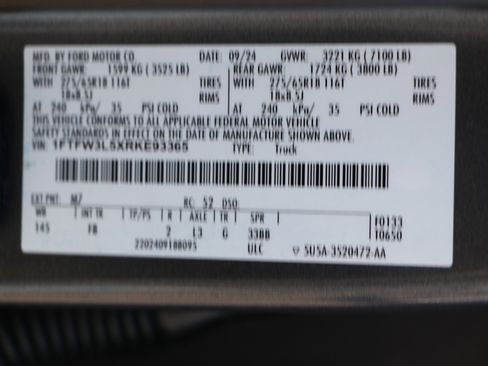 MFD. BY FORD MOTOR CO. DATE: 09/24 GVWR: 3221 KG ( 7100 LB)
FRONT GAWR: 1599 KG ( 3525 LB) REAR GAWR: 1724 KG ( 3800 LB)
WITH 275/65R18 116T TIRES WITH 275/65R18 116T TIRES
18x8.5J RIMS 18x8.5J RIMS
AT 240 kPa/ 35 PSI COLD AT 240 kPa/ 35 PSI COLD
THIS VEHICLE CONFORMS TO ALL APPLICABLE FEDERAL MOTOR VEHICLE
SAFETY STANDARDS IN EFFECT ON THE DATE OF MANUFACTURE SHOWN ABOVE.
VIN: 1FTFW3L5XRKE93365 TYPE: Truck
EXT PNT: M7 RC: 52 DSO:
WB INT TR TP/PS R AXLE TR SPR F0133
145 FB 2 L3 G 33BB T0650
2202409188095 ULC 5U5A-3520472-AA